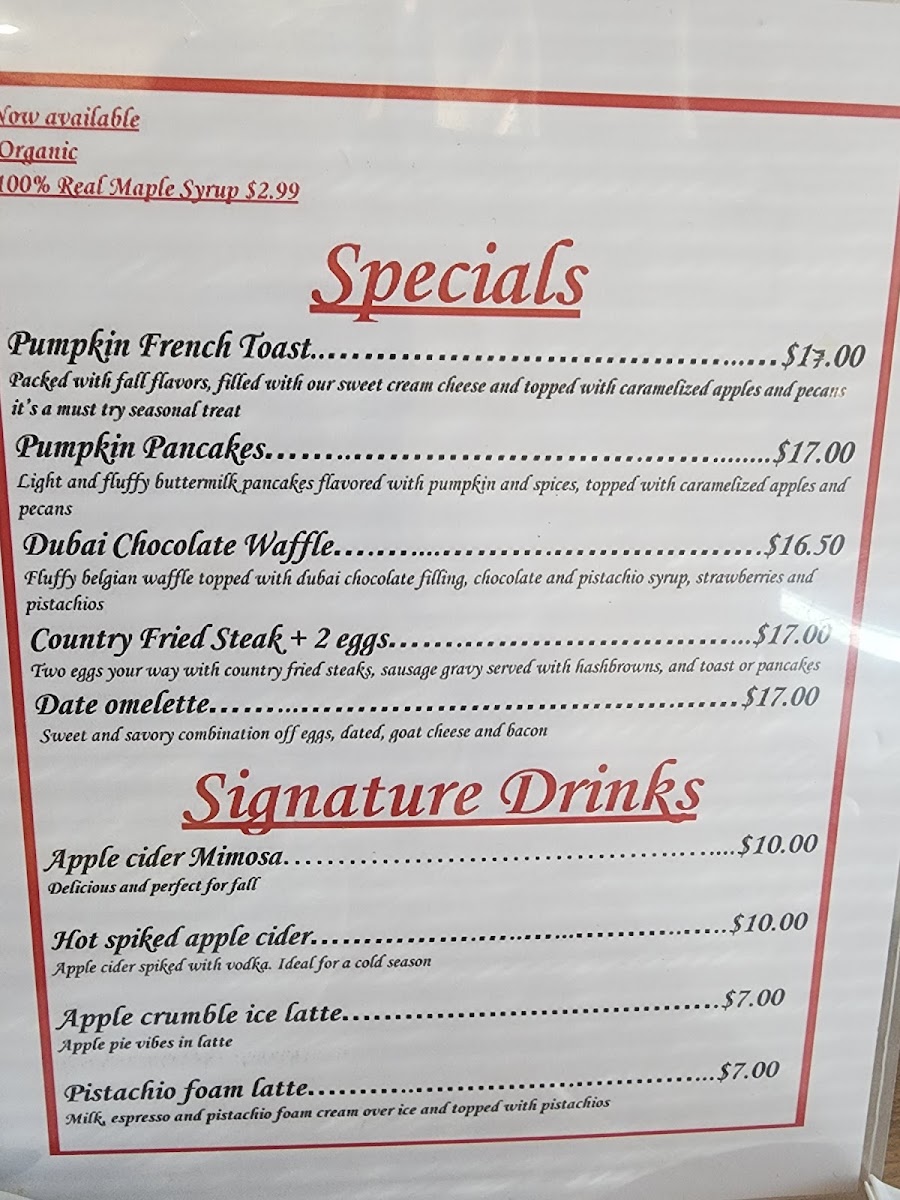 Now available
Organic
100% Real Maple Syrup $2.99
Specials
Pumpkin French Toast..........................................$17.00
Packed with fall flavors, filled with our sweet cream cheese and topped with caramelized apples and pecans
it's a must try seasonal treat
Pumpkin Pancakes..........................................$17.00
Light and fluffy buttermilk pancakes flavored with pumpkin and spices, topped with caramelized apples and
pecans
Dubai Chocolate Waffle..........................................$16.50
Fluffy belgian waffle topped with dubai chocolate filling, chocolate and pistachio syrup, strawberries and
pistachios
Country Fried Steak + 2 eggs..........................................$17.00
Two eggs your way with country fried steaks, sausage gravy served with hashbrowns, and toast or pancakes
Date omelette..........................................$17.00
Sweet and savory combination off eggs, dated, goat cheese and bacon
Signature Drinks
Apple cider Mimosa..........................................$10.00
Delicious and perfect for fall
Hot spiked apple cider..........................................$10.00
Apple cider spiked with vodka. Ideal for a cold season
Apple crumble ice latte..........................................$7.00
Apple pie vibes in latte
Pistachio foam latte..........................................$7.00
Milk, espresso and pistachio foam cream over ice and topped with pistachios